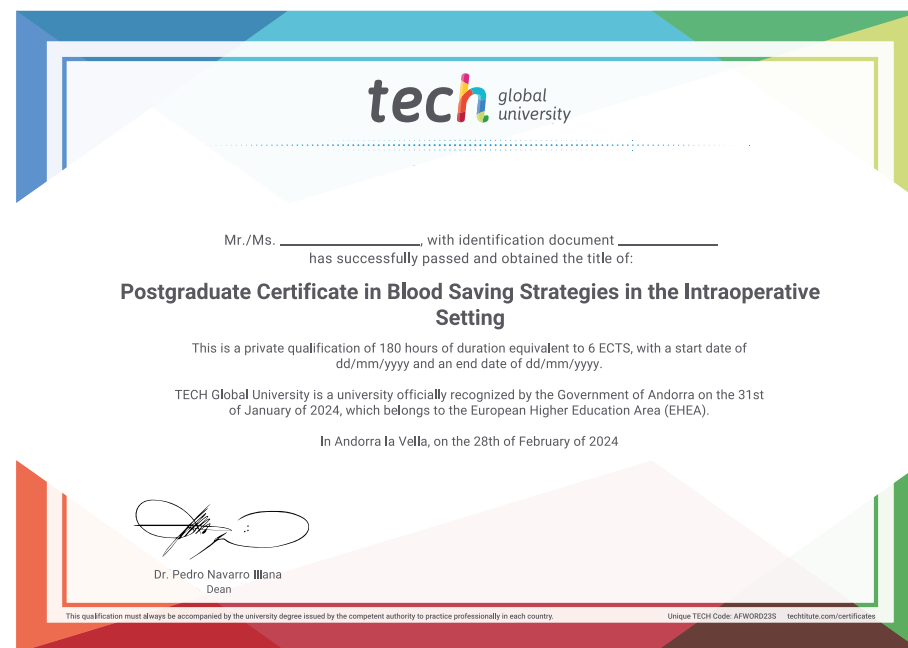 tech global university
Mr./Ms. ____________________, with identification document ______________
has successfully passed and obtained the title of:
Postgraduate Certificate in Blood Saving Strategies in the Intraoperative
Setting
This is a private qualification of 180 hours of duration equivalent to 6 ECTS, with a start date of
dd/mm/yyyy and an end date of dd/mm/yyyy.
TECH Global University is a university officially recognized by the Government of Andorra on the 31st
of January of 2024, which belongs to the European Higher Education Area (EHEA).
In Andorra la Vella, on the 28th of February of 2024
Dr. Pedro Navarro Illana
Dean
This qualification must always be accompanied by the university degree issued by the competent authority to practice professionally in each country.
Unique TECH Code: AFWORD23S techtitute.com/certificates